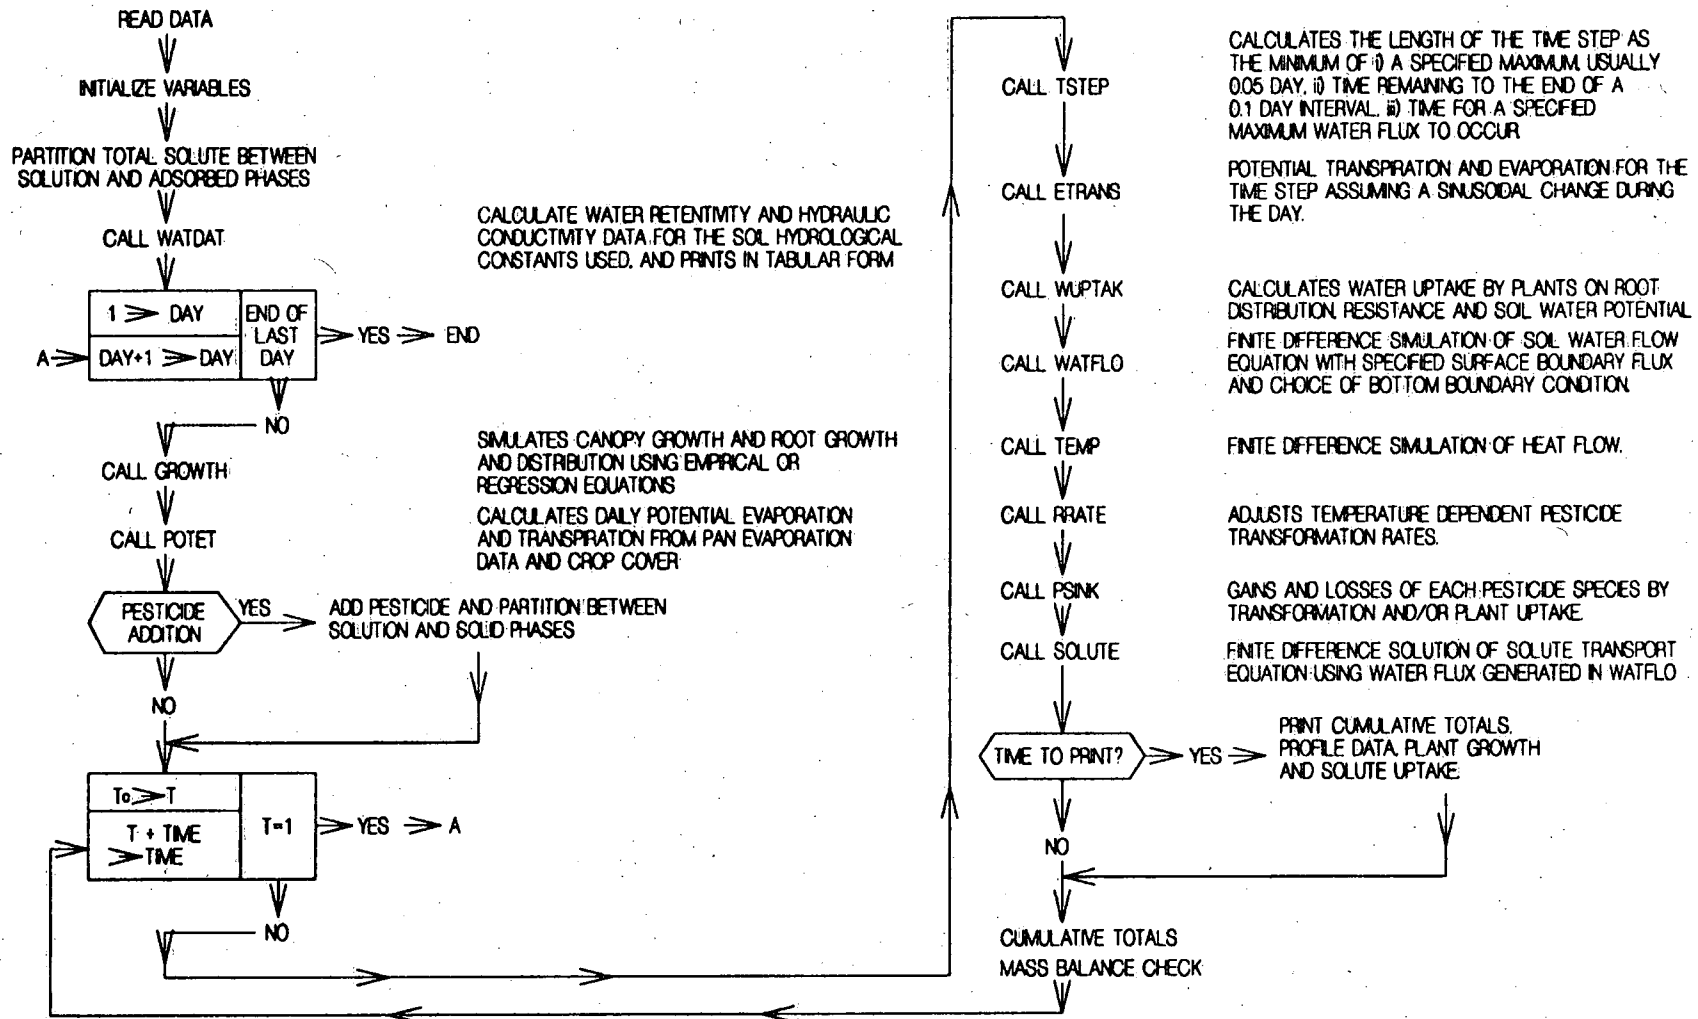 READ DATA
INITIALIZE VARIABLES
PARTITION TOTAL SOLUTE BETWEEN
SOLUTION AND ADSORBED PHASES
CALL WATDAT
CALCULATE WATER RETENTIVITY AND HYDRAULIC
CONDUCTIVITY DATA FOR THE SOIL HYDROLOGICAL
CONSTANTS USED, AND PRINTS IN TABULAR FORM
1 > DAY
END OF
LAST
DAY
YES
END
A
DAY+1 > DAY
NO
CALL GROWTH
SIMULATES CANOPY GROWTH AND ROOT GROWTH
AND DISTRIBUTION USING EMPIRICAL OR
REGRESSION EQUATIONS
CALL POTET
CALCULATES DAILY POTENTIAL EVAPORATION
AND TRANSPIRATION FROM PAN EVAPORATION
DATA AND CROP COVER
PESTICIDE
ADDITION
YES
ADD PESTICIDE AND PARTITION BETWEEN
SOLUTION AND SOLID PHASES
NO
To > T
T + TIME
> TIME
T=1
YES
A
NO
CALL TSTEP
CALCULATES THE LENGTH OF THE TIME STEP AS
THE MINIMUM OF i) A SPECIFIED MAXIMUM, USUALLY
0.05 DAY, ii) TIME REMAINING TO THE END OF A
0.1 DAY INTERVAL, iii) TIME FOR A SPECIFIED
MAXIMUM WATER FLUX TO OCCUR
CALL ETRANS
POTENTIAL TRANSPIRATION AND EVAPORATION FOR THE
TIME STEP ASSUMING A SINUSOIDAL CHANGE DURING
THE DAY.
CALL WUPTAK
CALCULATES WATER UPTAKE BY PLANTS ON ROOT
DISTRIBUTION, RESISTANCE AND SOIL WATER POTENTIAL
CALL WATFLO
FINITE DIFFERENCE SIMULATION OF SOIL WATER FLOW
EQUATION WITH SPECIFIED SURFACE BOUNDARY FLUX
AND CHOICE OF BOTTOM BOUNDARY CONDITION.
CALL TEMP
FINITE DIFFERENCE SIMULATION OF HEAT FLOW.
CALL RRATE
ADJUSTS TEMPERATURE DEPENDENT PESTICIDE
TRANSFORMATION RATES.
CALL PSINK
GAINS AND LOSSES OF EACH PESTICIDE SPECIES BY
TRANSFORMATION AND/OR PLANT UPTAKE.
CALL SOLUTE
FINITE DIFFERENCE SOLUTION OF SOLUTE TRANSPORT
EQUATION USING WATER FLUX GENERATED IN WATFLO
TIME TO PRINT?
YES
PRINT CUMULATIVE TOTALS,
PROFILE DATA, PLANT GROWTH
AND SOLUTE UPTAKE.
NO
CUMULATIVE TOTALS
MASS BALANCE CHECK